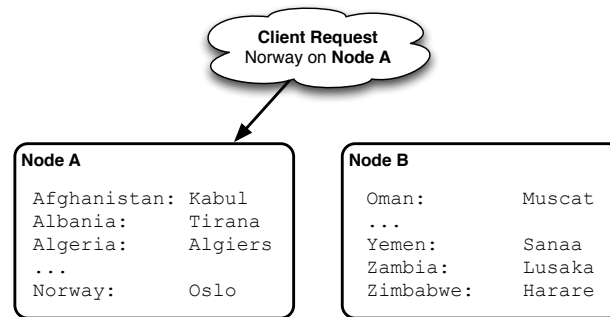 Client Request
Norway on Node A
Node A
Afghanistan: Kabul
Albania: Tirana
Algeria: Algiers
...
Norway: Oslo
Node B
Oman: Muscat
...
Yemen: Sanaa
Zambia: Lusaka
Zimbabwe: Harare